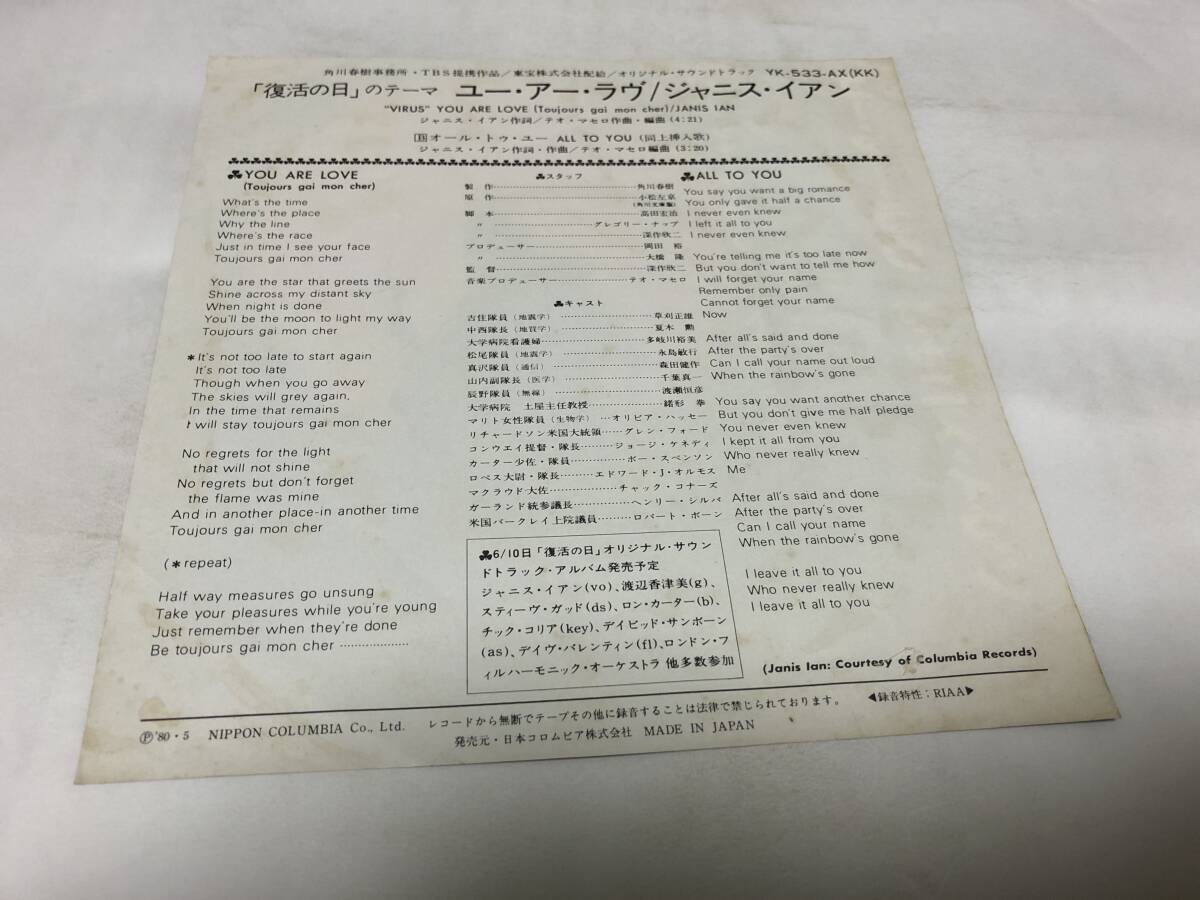 角川春樹事務所・TBS提携作品/東宝株式会社配給/オリジナル・サウンドトラック YK-533-AX(KK)
「復活の日」のテーマ ユー・アー・ラヴ/ジャニス・イアン
"VIRUS" YOU ARE LOVE (Toujours gai mon cher)/JANIS IAN
ジャニス・イアン作詞/テオ・マセロ作曲・編曲 (4:21)
Ⓑオール・トゥ・ユー ALL TO YOU (同上挿入歌)
ジャニス・イアン作詞・作曲/テオ・マセロ編曲 (3:20)
♣YOU ARE LOVE
(Toujours gai mon cher)
What's the time
Where's the place
Why the line
Where's the race
Just in time I see your face
Toujours gai mon cher
You are the star that greets the sun
Shine across my distant sky
When night is done
You'll be the moon to light my way
Toujours gai mon cher
*It's not too late to start again
It's not too late
Though when you go away
The skies will grey again,
In the time that remains
I will stay toujours gai mon cher
No regrets for the light
that will not shine
No regrets but don't forget
the flame was mine
And in another place-in another time
Toujours gai mon cher
(*repeat)
Half way measures go unsung
Take your pleasures while you're young
Just remember when they're done
Be toujours gai mon cher ……………
♣スタッフ
製作……………角川春樹
原作……………小松左京
(角川文庫版)
脚本……………高田宏治
〃……………グレゴリー・ナップ
〃……………深作欣二
プロデューサー……………岡田 裕
〃……………大橋 隆
監督……………深作欣二
音楽プロデューサー……………テオ・マセロ
♣キャスト
吉住隊員(地震学)……………草刈正雄
中西隊長(地質学)……………夏木 勲
大学病院看護婦……………多岐川裕美
松尾隊員(地震学)……………永島敏行
真沢隊員(通信)……………森田健作
山内副隊長(医学)……………千葉真一
辰野隊員(無線)……………渡瀬恒彦
大学病院 土屋主任教授……………緒形 拳
マリト女性隊員(生物学)…オリビア・ハッセー
リチャードソン米国大統領……グレン・フォード
コンウエイ提督・隊長………ジョージ・ケネディ
カーター少佐・隊員…………ボー・スベンソン
ロペス大尉・隊長………エドワード・J・オルモス
マクラウド大佐……………チャック・コナーズ
ガーランド統参議長…………ヘンリー・シルバ
米国バークレイ上院議員………ロバート・ボーン
♣6/10日「復活の日」オリジナル・サウン
ドトラック・アルバム発売予定
ジャニス・イアン(vo)、渡辺香津美(g)、
スティーヴ・ガッド(ds)、ロン・カーター(b)、
チック・コリア(key)、デイビッド・サンボーン
(as)、デイヴ・バレンティン(fl)、ロンドン・フ
ィルハーモニック・オーケストラ 他多数参加
♣ALL TO YOU
You say you want a big romance
You only gave it half a chance
I never even knew
I left it all to you
I never even knew
You're telling me it's too late now
But you don't want to tell me how
I will forget your name
Remember only pain
Cannot forget your name
Now
After all's said and done
After the party's over
Can I call your name out loud
When the rainbow's gone
You say you want another chance
But you don't give me half pledge
You never even knew
I kept it all from you
Who never really knew
Me
After all's said and done
After the party's over
Can I call your name
When the rainbow's gone
I leave it all to you
Who never really knew
I leave it all to you
(Janis Ian: Courtesy of Columbia Records)
Ⓟ'80・5 NIPPON COLUMBIA Co., Ltd. レコードから無断でテープその他に録音することは法律で禁じられております。 ◀録音特性:RIAA▶
発売元・日本コロムビア株式会社 MADE IN JAPAN